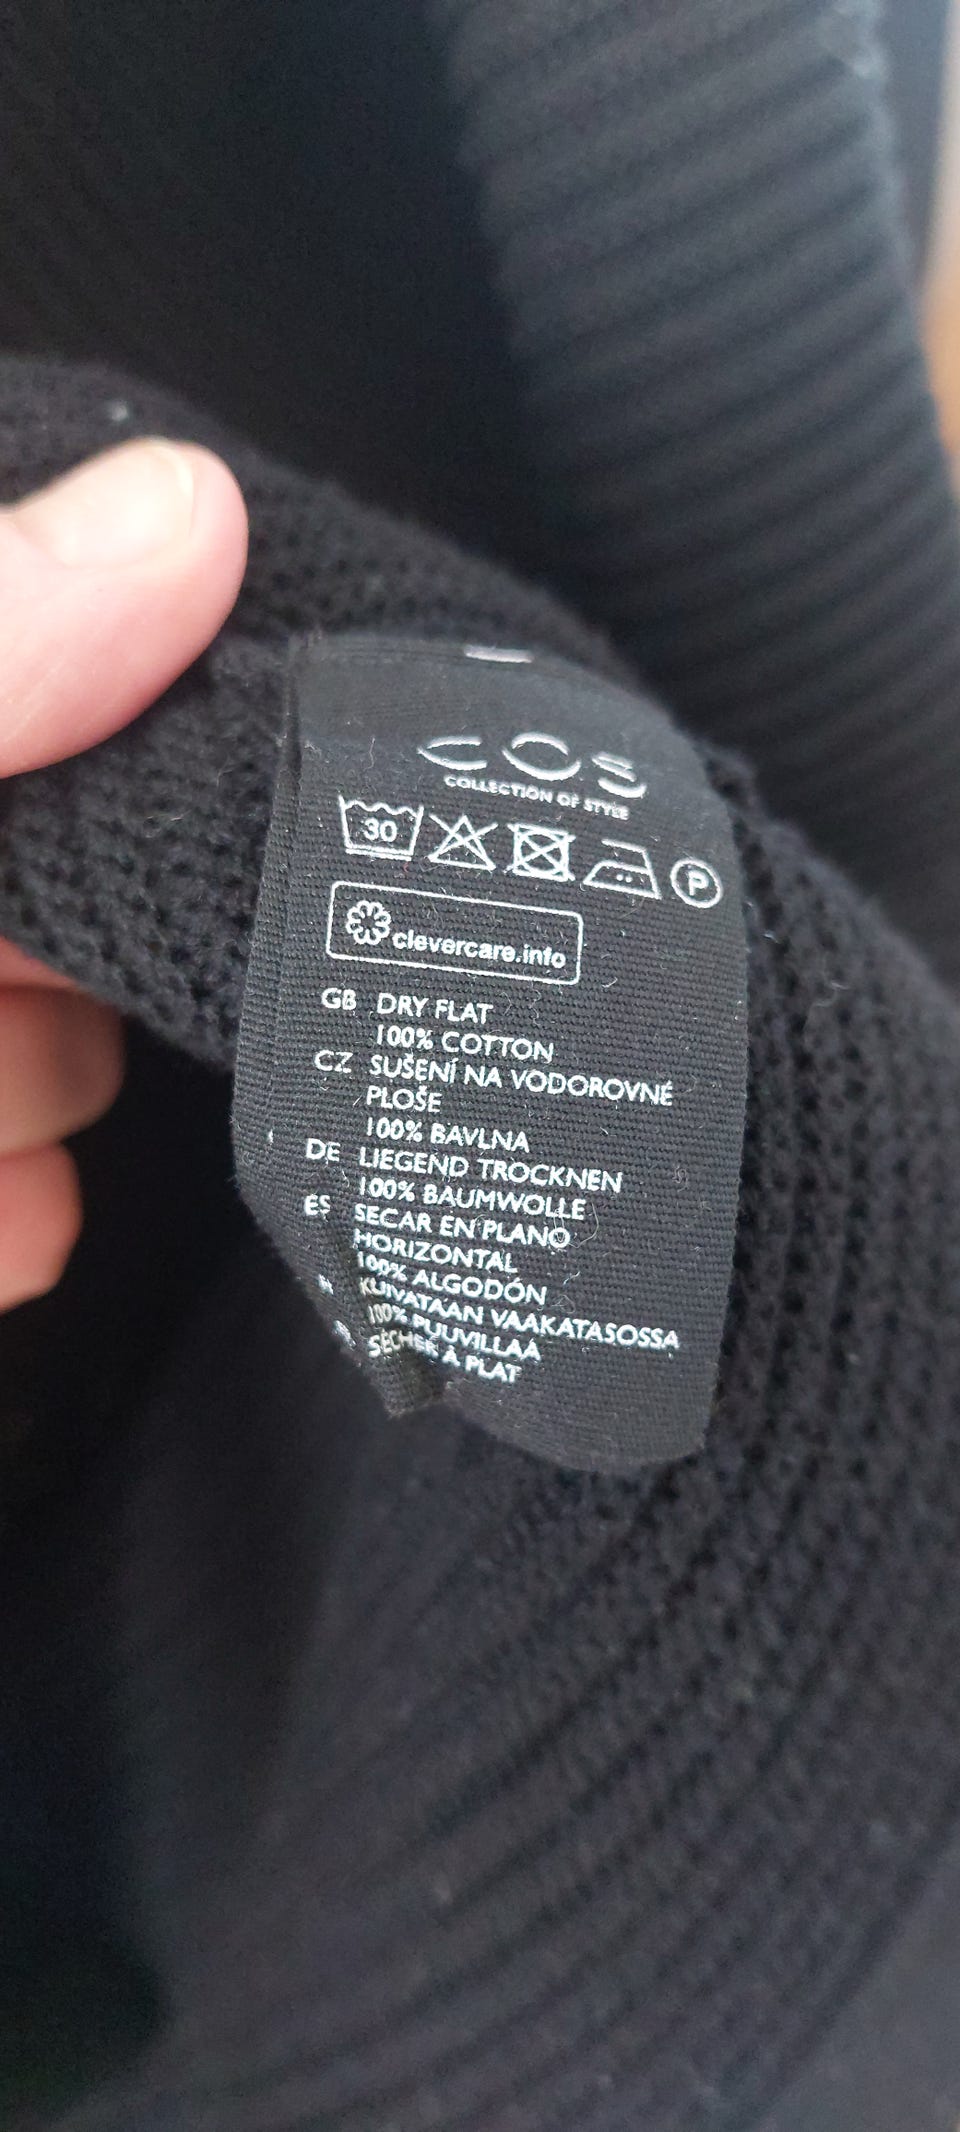 COS
COLLECTION OF STYLE
30
P
clevercare.info
GB DRY FLAT
100% COTTON
CZ SUŠENÍ NA VODOROVNÉ
PLOŠE
100% BAVLNA
DE LIEGEND TROCKNEN
100% BAUMWOLLE
ES SECAR EN PLANO
HORIZONTAL
100% ALGODÓN
KUIVATAAN VAAKATASOSSA
100% PUUVILLAA
SÉCHER À PLAT